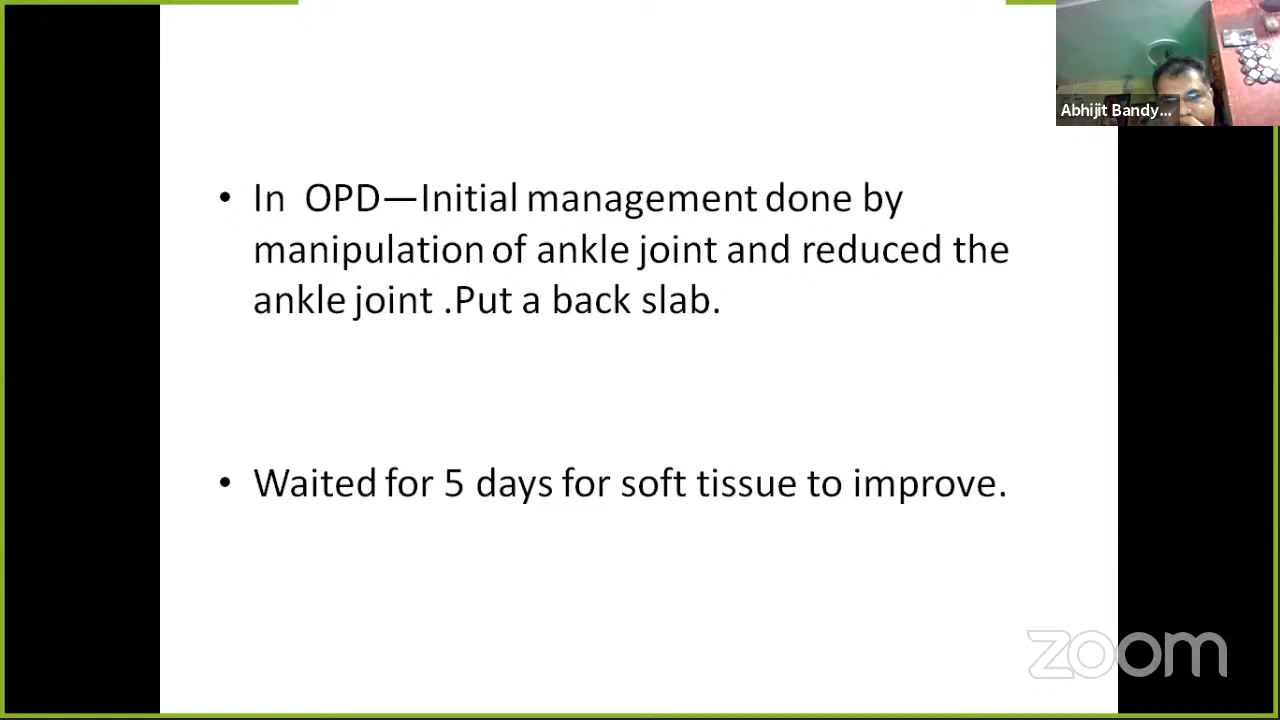 Abhijit Bandy...
• In OPD—Initial management done by
manipulation of ankle joint and reduced the
ankle joint .Put a back slab.
• Waited for 5 days for soft tissue to improve.
zoom